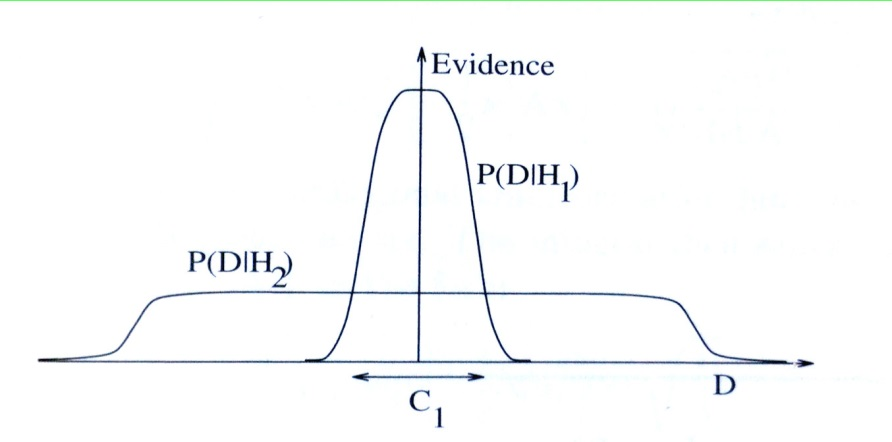 Evidence
P(D|H₁)
P(D|H₂)
D
C₁